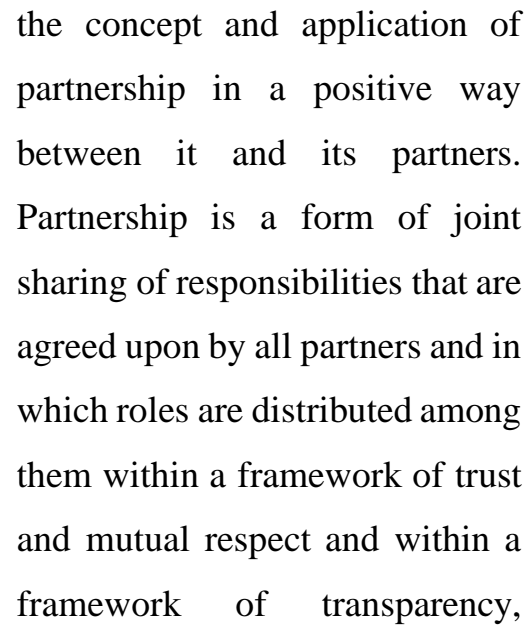 the concept and application of
partnership in a positive way
between it and its partners.
Partnership is a form of joint
sharing of responsibilities that are
agreed upon by all partners and in
which roles are distributed among
them within a framework of trust
and mutual respect and within a
framework of transparency,